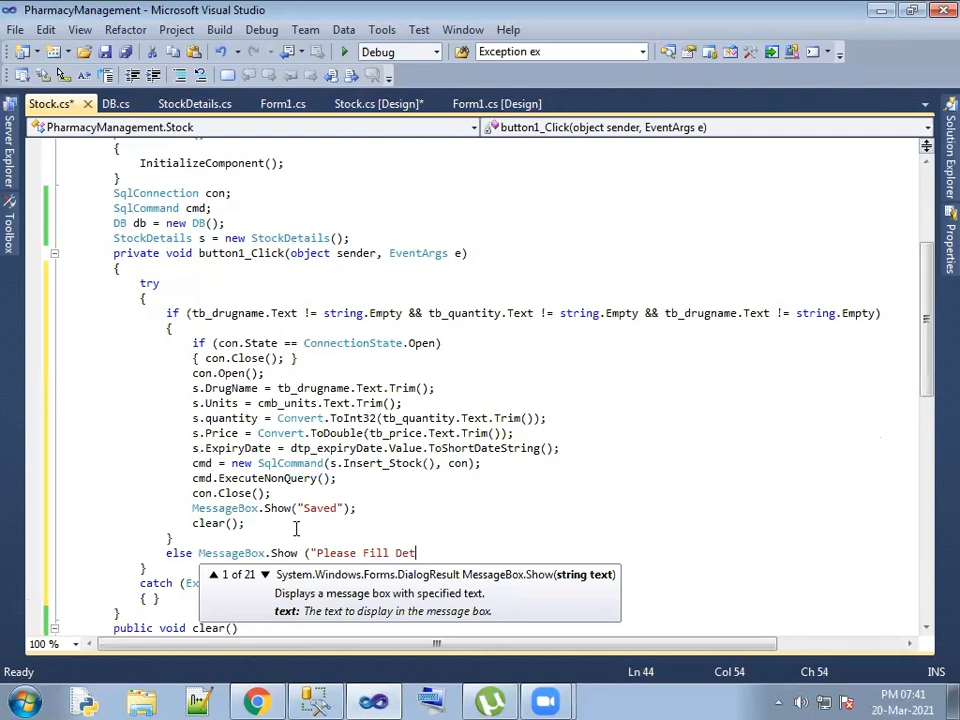 PharmacyManagement - Microsoft Visual Studio
File Edit View Refactor Project Build Debug Team Data Tools Test Window Help
Debug Exception ex
Stock.cs* DB.cs StockDetails.cs Form1.cs Stock.cs [Design]* Form1.cs [Design]
PharmacyManagement.Stock button1_Click(object sender, EventArgs e)
{
InitializeComponent();
}
SqlConnection con;
SqlCommand cmd;
DB db = new DB();
StockDetails s = new StockDetails();
private void button1_Click(object sender, EventArgs e)
{
try
{
if (tb_drugname.Text != string.Empty && tb_quantity.Text != string.Empty && tb_drugname.Text != string.Empty)
{
if (con.State == ConnectionState.Open)
{ con.Close(); }
con.Open();
s.DrugName = tb_drugname.Text.Trim();
s.Units = cmb_units.Text.Trim();
s.quantity = Convert.ToInt32(tb_quantity.Text.Trim());
s.Price = Convert.ToDouble(tb_price.Text.Trim());
s.ExpiryDate = dtp_expiryDate.Value.ToShortDateString();
cmd = new SqlCommand(s.Insert_Stock(), con);
cmd.ExecuteNonQuery();
con.Close();
MessageBox.Show("Saved");
clear();
}
else MessageBox.Show ("Please Fill Det
}
1 of 21 System.Windows.Forms.DialogResult MessageBox.Show(string text)
catch (Ex
Displays a message box with specified text.
{ }
text: The text to display in the message box.
}
public void clear()
100 %
Ready Ln 44 Col 54 Ch 54 INS
Server Explorer
Toolbox
Solution Explorer
Properties
PM 07:41
20-Mar-2021